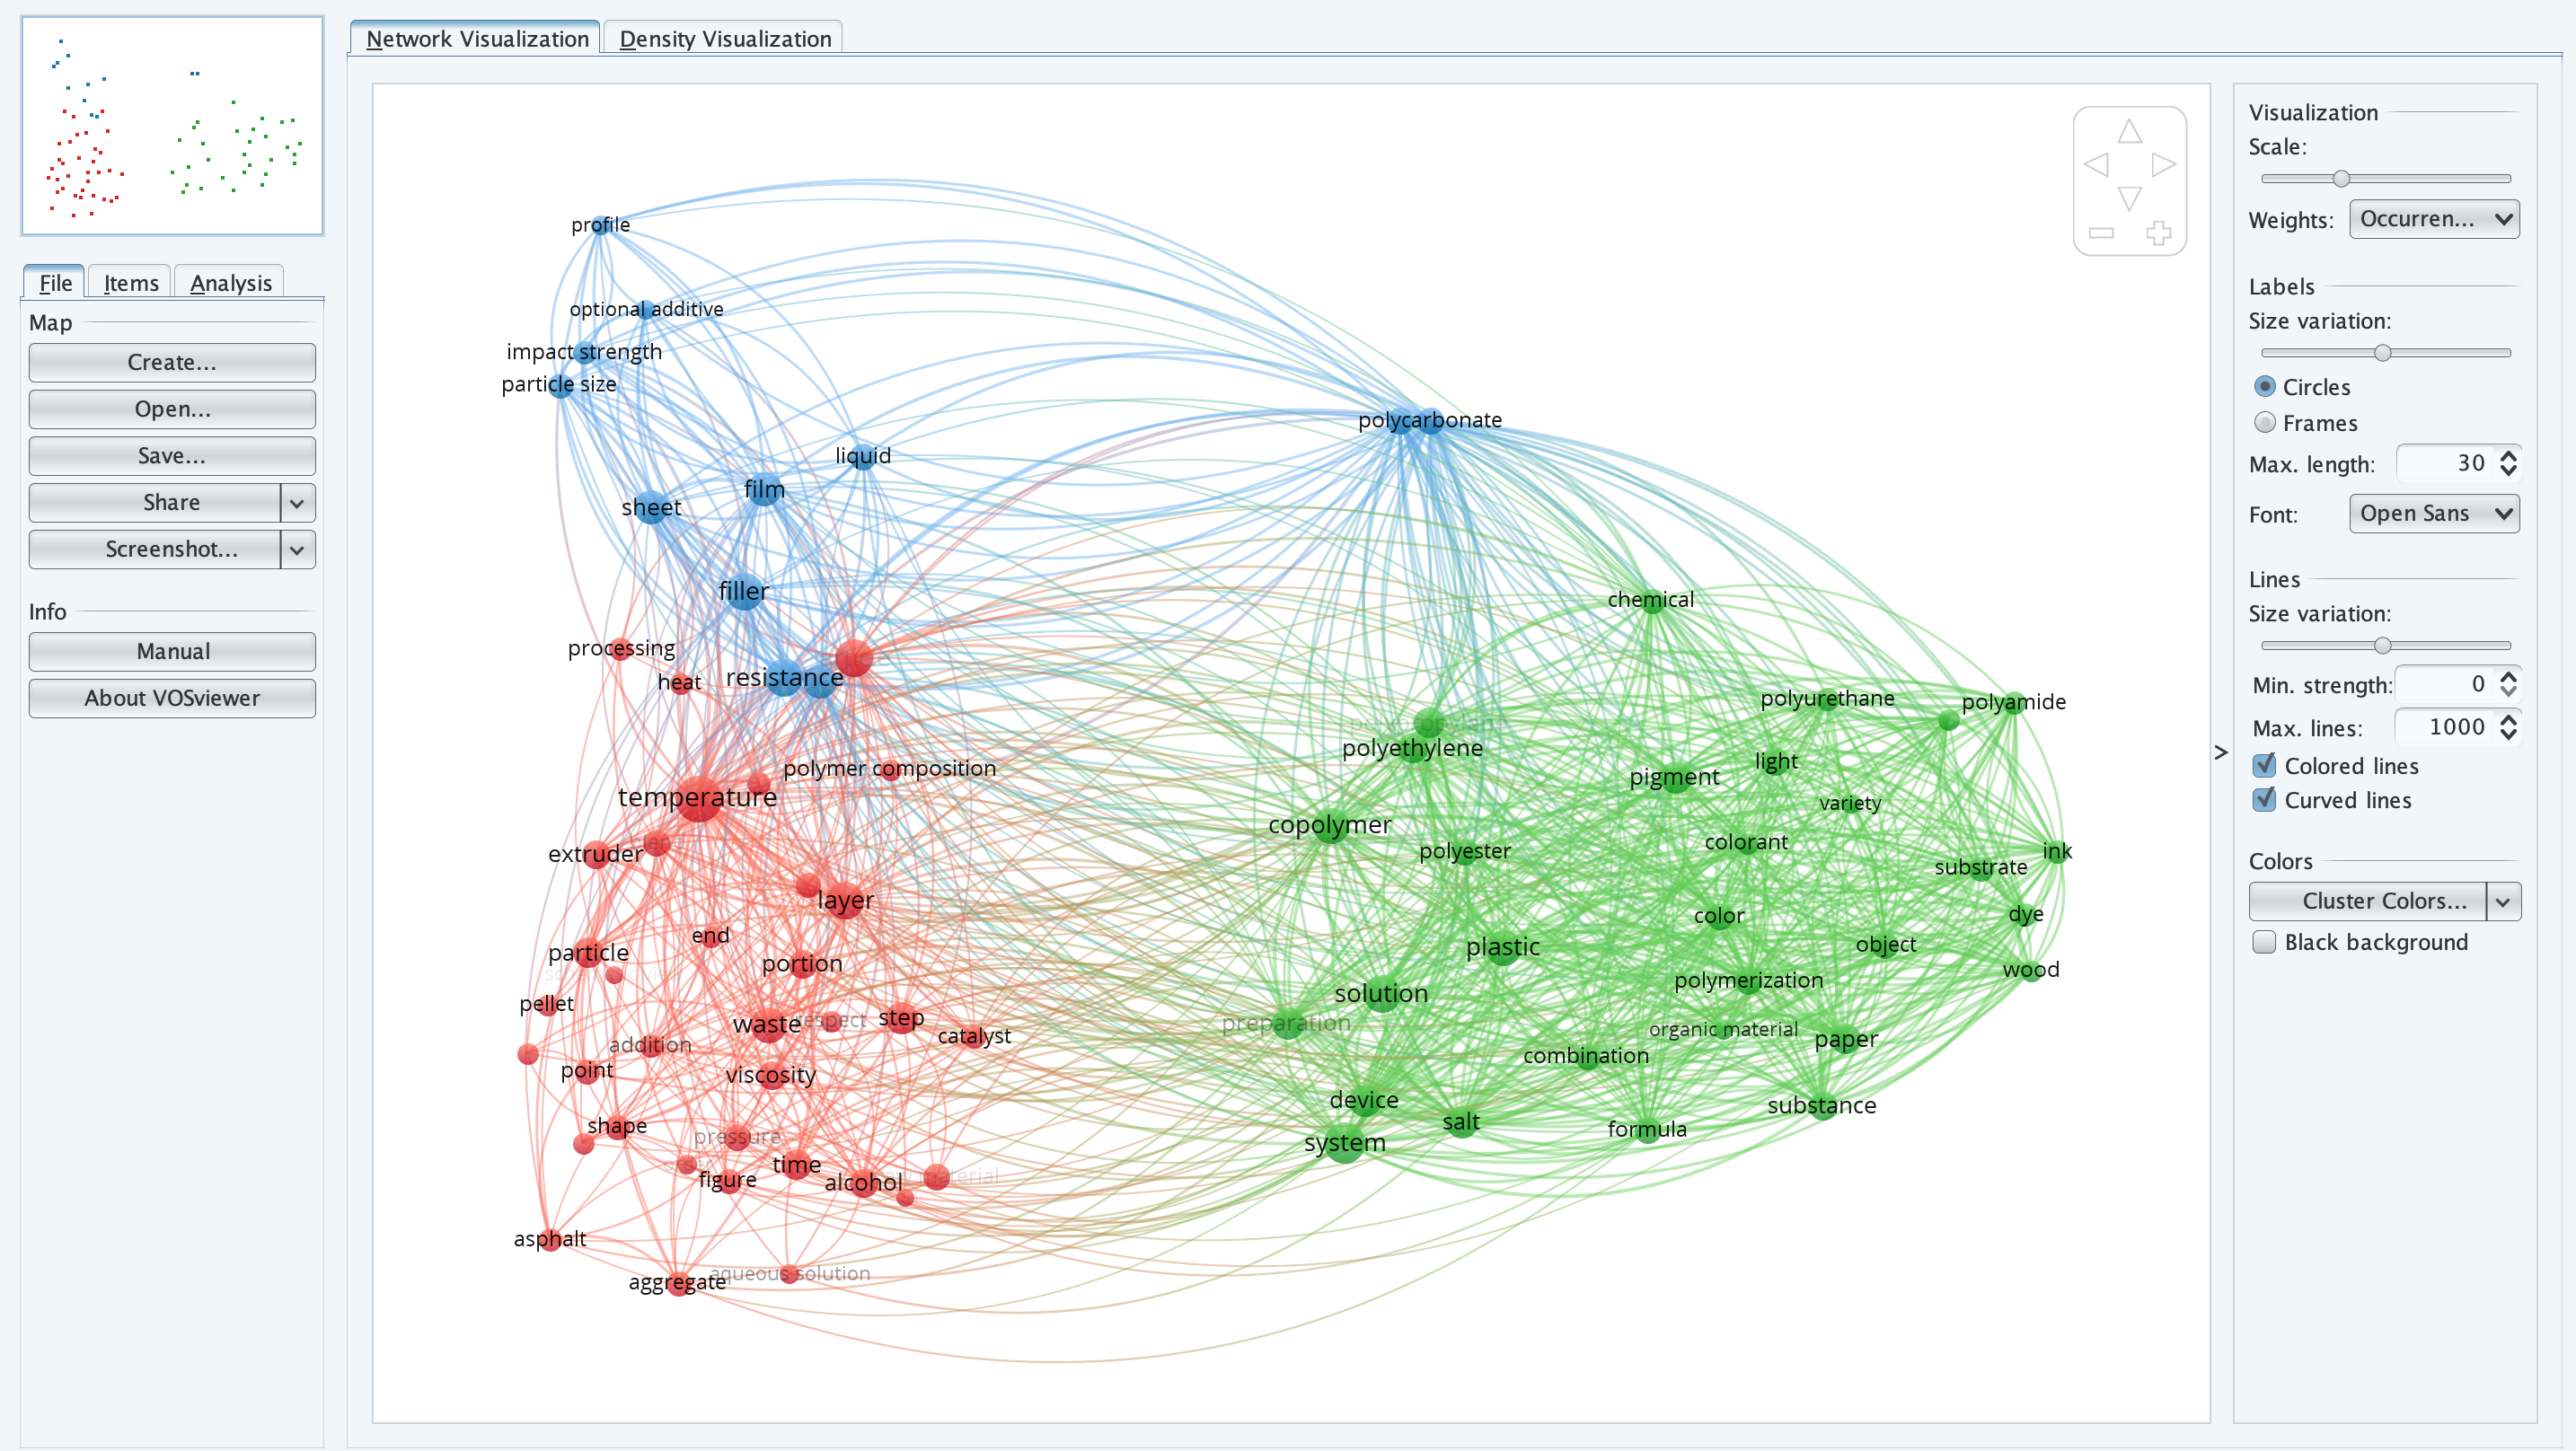 Network Visualization
Density Visualization
File
Items
Analysis
Map
Create...
Open...
Save...
Share
Screenshot...
Info
Manual
About VOSviewer
profile
optional additive
impact strength
particle size
polycarbonate
liquid
film
sheet
filler
chemical
processing
heat
resistance
polyurethane
polyamide
polypropylene
polyethylene
light
polymer composition
pigment
temperature
variety
copolymer
colorant
blend
extruder
polyester
ink
substrate
layer
color
dye
end
object
plastic
particle
portion
wood
polymerization
solution
pellet
waste
respect
step
preparation
organic material
catalyst
paper
addition
combination
point
viscosity
device
substance
shape
salt
formula
pressure
system
time
figure
alcohol
asphalt
aqueous solution
aggregate
Visualization
Scale:
Weights:
Occurren...
Labels
Size variation:
Circles
Frames
Max. length:
30
Font:
Open Sans
Lines
Size variation:
Min. strength:
0
Max. lines:
1000
Colored lines
Curved lines
Colors
Cluster Colors...
Black background
>